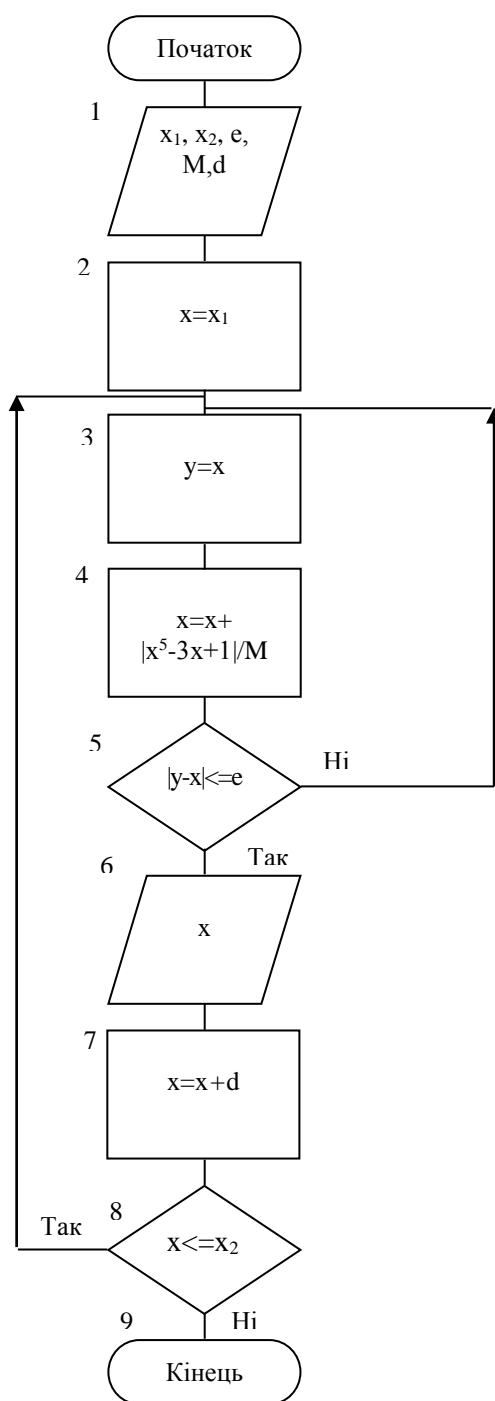 Початок
1
x₁, x₂, e,
M,d
2
x=x₁
3
y=x
4
x=x+
|x⁵-3x+1|/M
5
|y-x|<=e
Ні
Так
6
x
7
x=x+d
8
Так
x<=x₂
9
Ні
Кінець